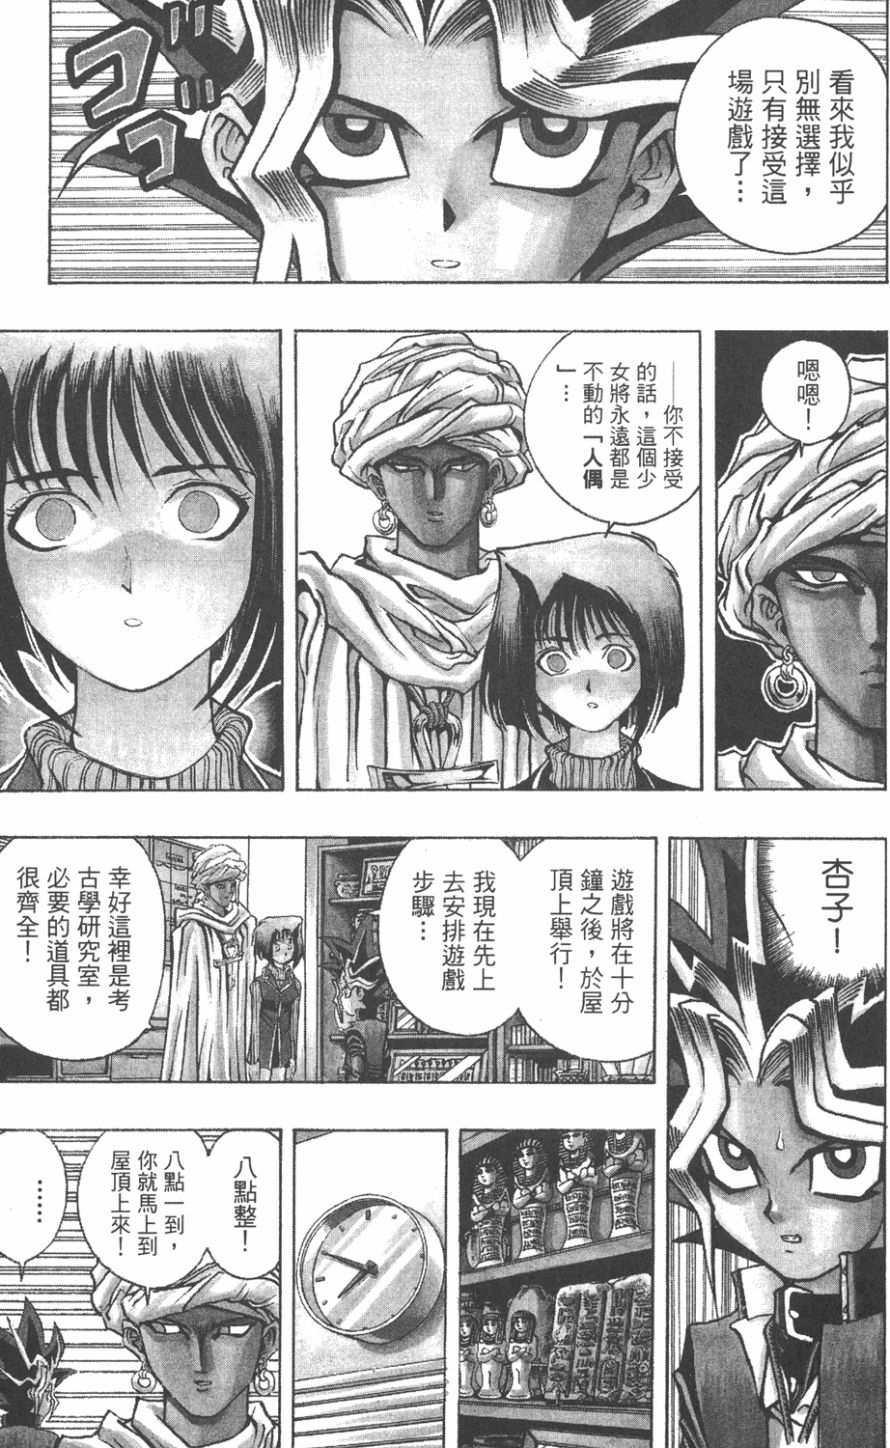 看來我似乎
別無選擇，
只有接受這
場遊戲了…
ゴゴゴ
嗯嗯！
——你不接受
的話，這個少
女將永遠都是
不動的「人偶
」…
杏子！
遊戲將在十分
鐘之後，於屋
頂上舉行！
我現在先上
去安排遊戲
步驟…
幸好這裡是考
古學研究室，
必要的道具都
很齊全！
八點整！
八點一到，
你就馬上到
屋頂上來！
……